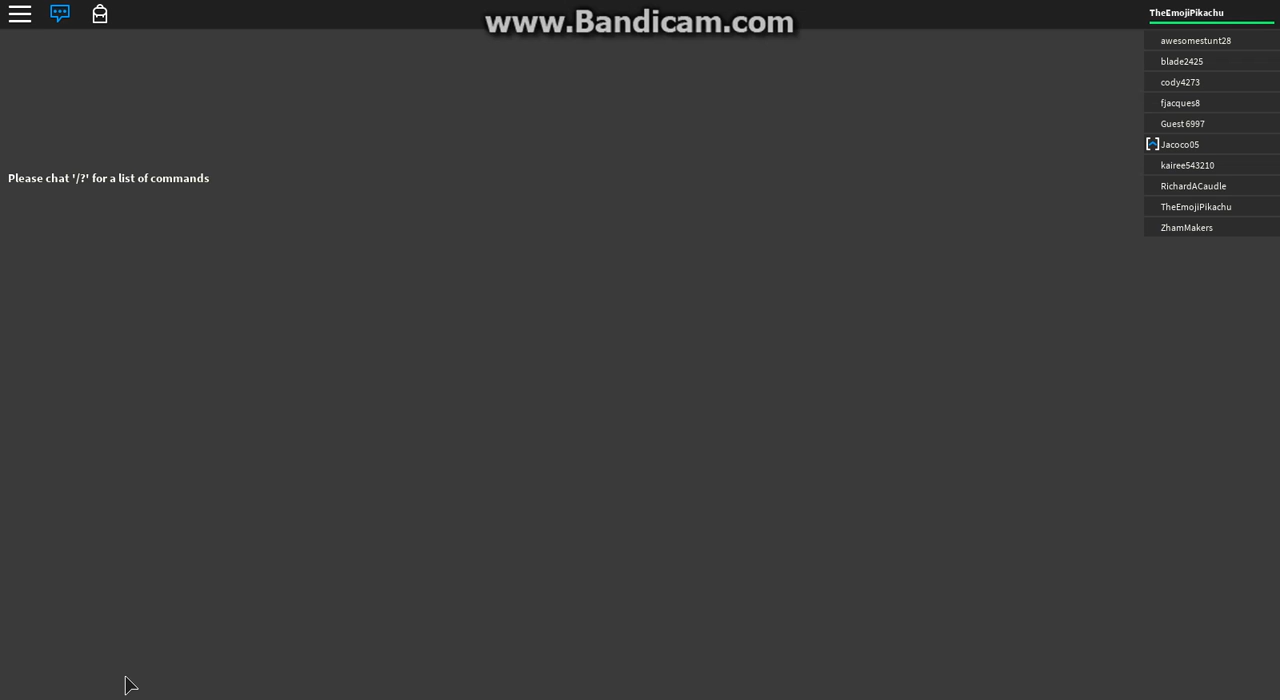 www.Bandicam.com
TheEmojiPikachu
awesomestunt28
blade2425
cody4273
fjacques8
Guest 6997
Jacoco05
kairee543210
RichardACaudle
TheEmojiPikachu
ZhamMakers
Please chat '/?' for a list of commands